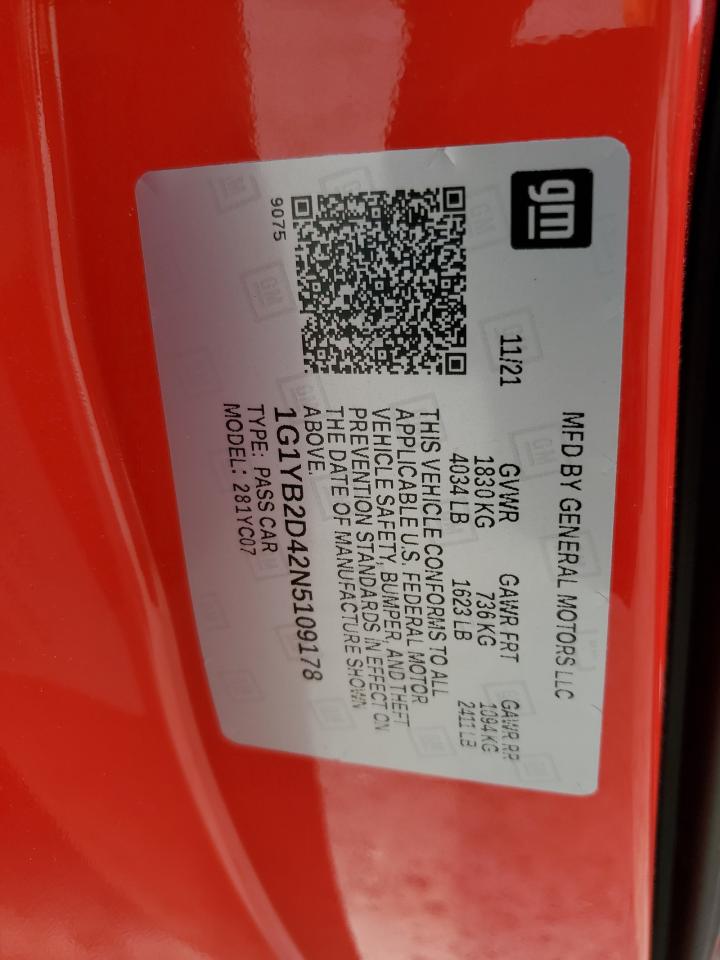 gm
MFD BY GENERAL MOTORS LLC
11/21
GVWR GAWR FRT GAWR RR
1830 KG 736 KG 1094 KG
4034 LB 1623 LB 2411 LB
THIS VEHICLE CONFORMS TO ALL
APPLICABLE U.S. FEDERAL MOTOR
VEHICLE SAFETY, BUMPER, AND THEFT
PREVENTION STANDARDS IN EFFECT ON
THE DATE OF MANUFACTURE SHOWN
ABOVE.
1G1YB2D42N5109178
TYPE: PASS CAR
MODEL: 281YC07
9075